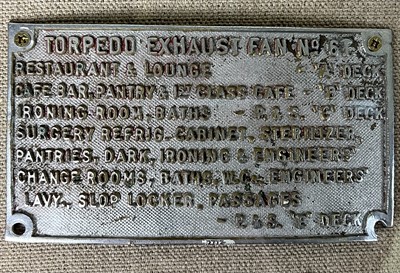 TORPEDO EXHAUST FAN No 6.
RESTAURANT & LOUNGE - "A" DECK
CAFE BAR, PANTRY & 1ST CLASS CAFE - "B" DECK
IRONING ROOM, BATHS - P. & S. "C" DECK
SURGERY REFRIG. CABINET, STERILIZER,
PANTRIES, DARK, IRONING & ENGINEERS'
CHANGE ROOMS, BATHS, W.C., ENGINEERS'
LAVY., SLOP LOCKER, PASSAGES
- P. & S. DECK